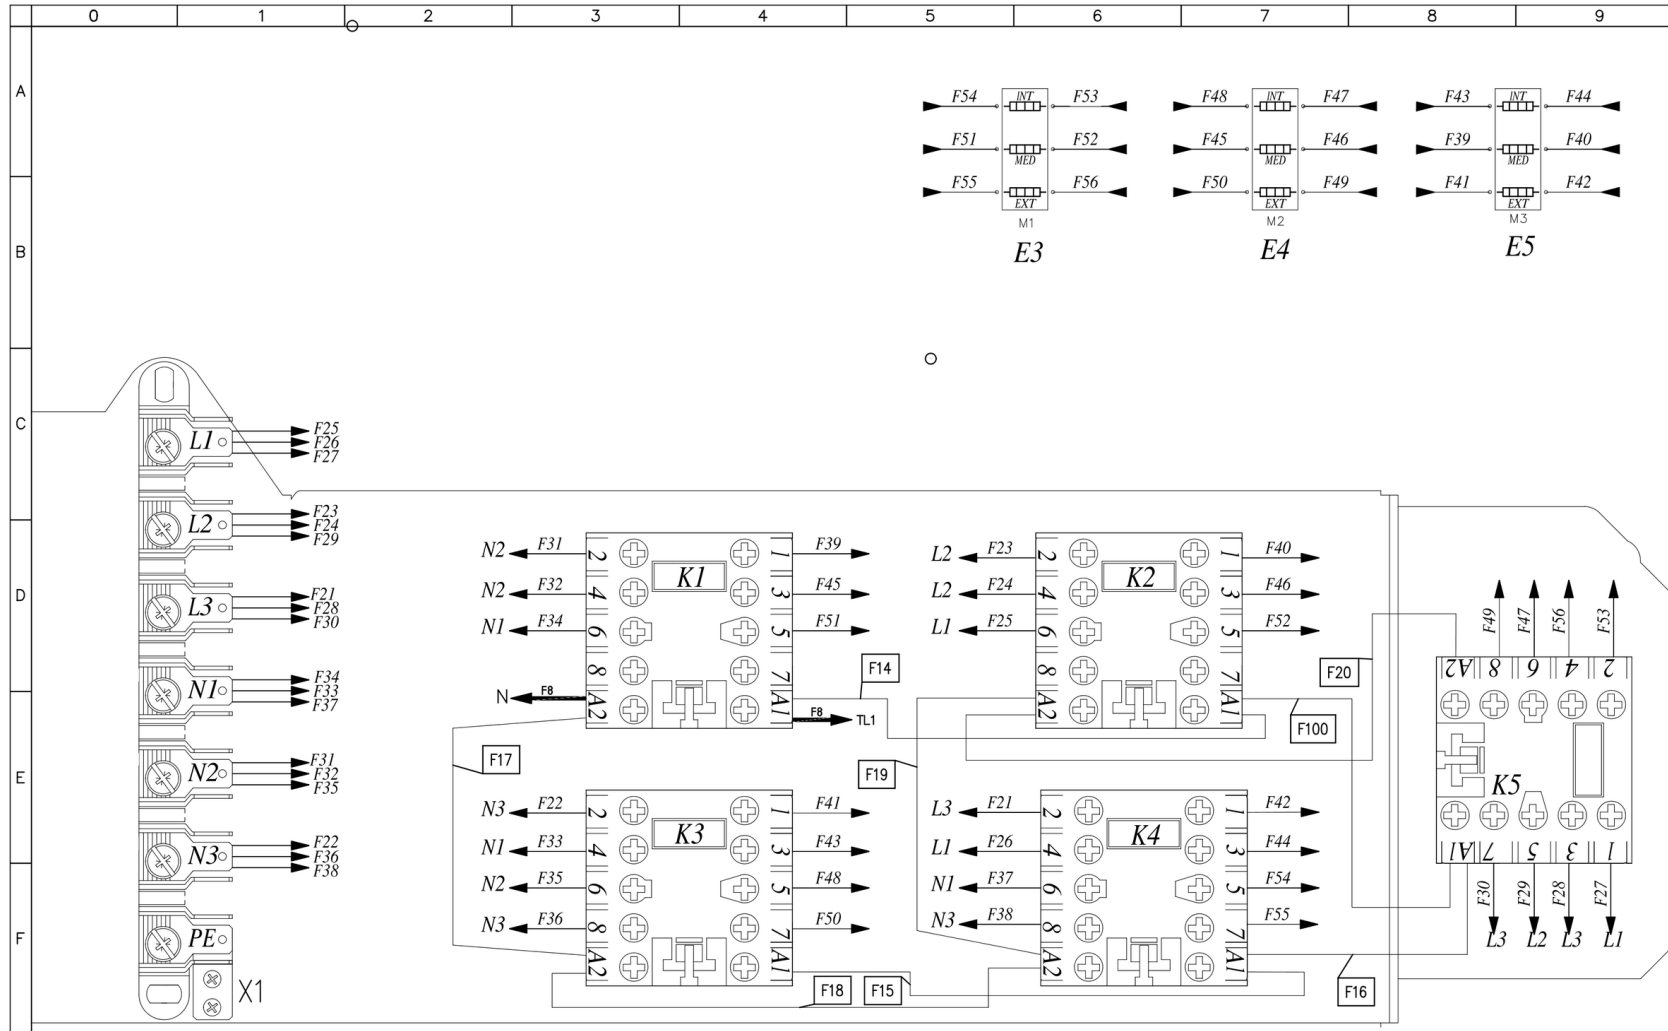 0 1 2 3 4 5 6 7 8 9
A
F54 INT F53 F48 INT F47 F43 INT F44
F51 MED F52 F45 MED F46 F39 MED F40
F55 EXT F56 F50 EXT F49 F41 EXT F42
M1 M2 M3
B
E3 E4 E5
C
L1 F25
F26
F27
L2 F23
F24
F29
D
L3 F21
F28
F30
N1 F34
F33
F37
E
N2 F31
F32
F35
N3 F22
F36
F38
F
PE
X1
N2 F31 2 K1 1 F39
N2 F32 4 3 F45
N1 F34 6 5 F51
8 7
N F8 A2 A1 F8 TL1
F14
F17
L2 F23 2 K2 1 F40
L2 F24 4 3 F46
L1 F25 6 5 F52
8 7
A2 A1
F20
F100
F19
N3 F22 2 K3 1 F41
N1 F33 4 3 F43
N2 F35 6 5 F48
N3 F36 8 7 F50
A2 A1
F18
F15
L3 F21 2 K4 1 F42
L1 F26 4 3 F44
N1 F37 6 5 F54
N3 F38 8 7 F55
A2 A1
F16
F49 F47 F56 F53
A2 8 6 4 2
K5
A1 7 5 3 1
F30 F29 F28 F27
L3 L2 L3 L1